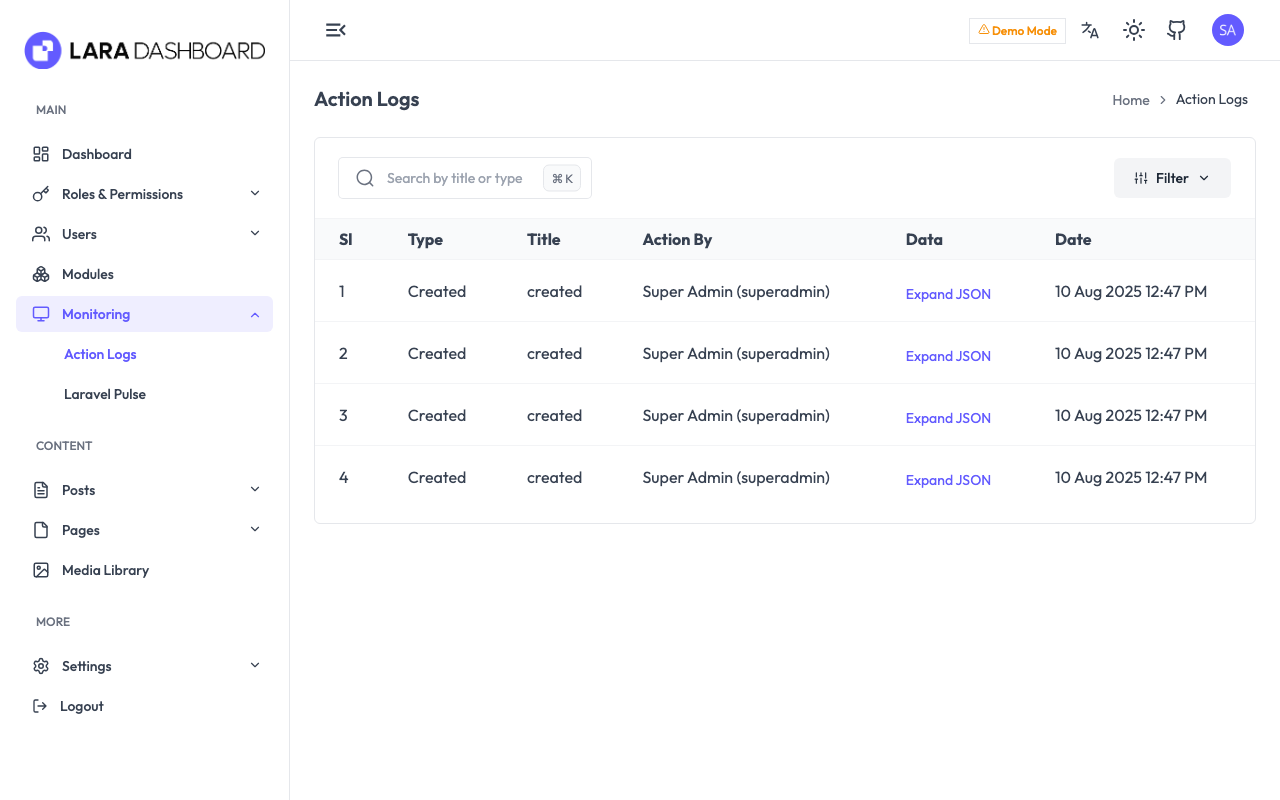 LARA DASHBOARD
Demo Mode
SA
MAIN
Dashboard
Roles & Permissions
Users
Modules
Monitoring
Action Logs
Laravel Pulse
CONTENT
Posts
Pages
Media Library
MORE
Settings
Logout
Action Logs
Home > Action Logs
Search by title or type ⌘ K
Filter
Sl Type Title Action By Data Date
1 Created created Super Admin (superadmin) Expand JSON 10 Aug 2025 12:47 PM
2 Created created Super Admin (superadmin) Expand JSON 10 Aug 2025 12:47 PM
3 Created created Super Admin (superadmin) Expand JSON 10 Aug 2025 12:47 PM
4 Created created Super Admin (superadmin) Expand JSON 10 Aug 2025 12:47 PM